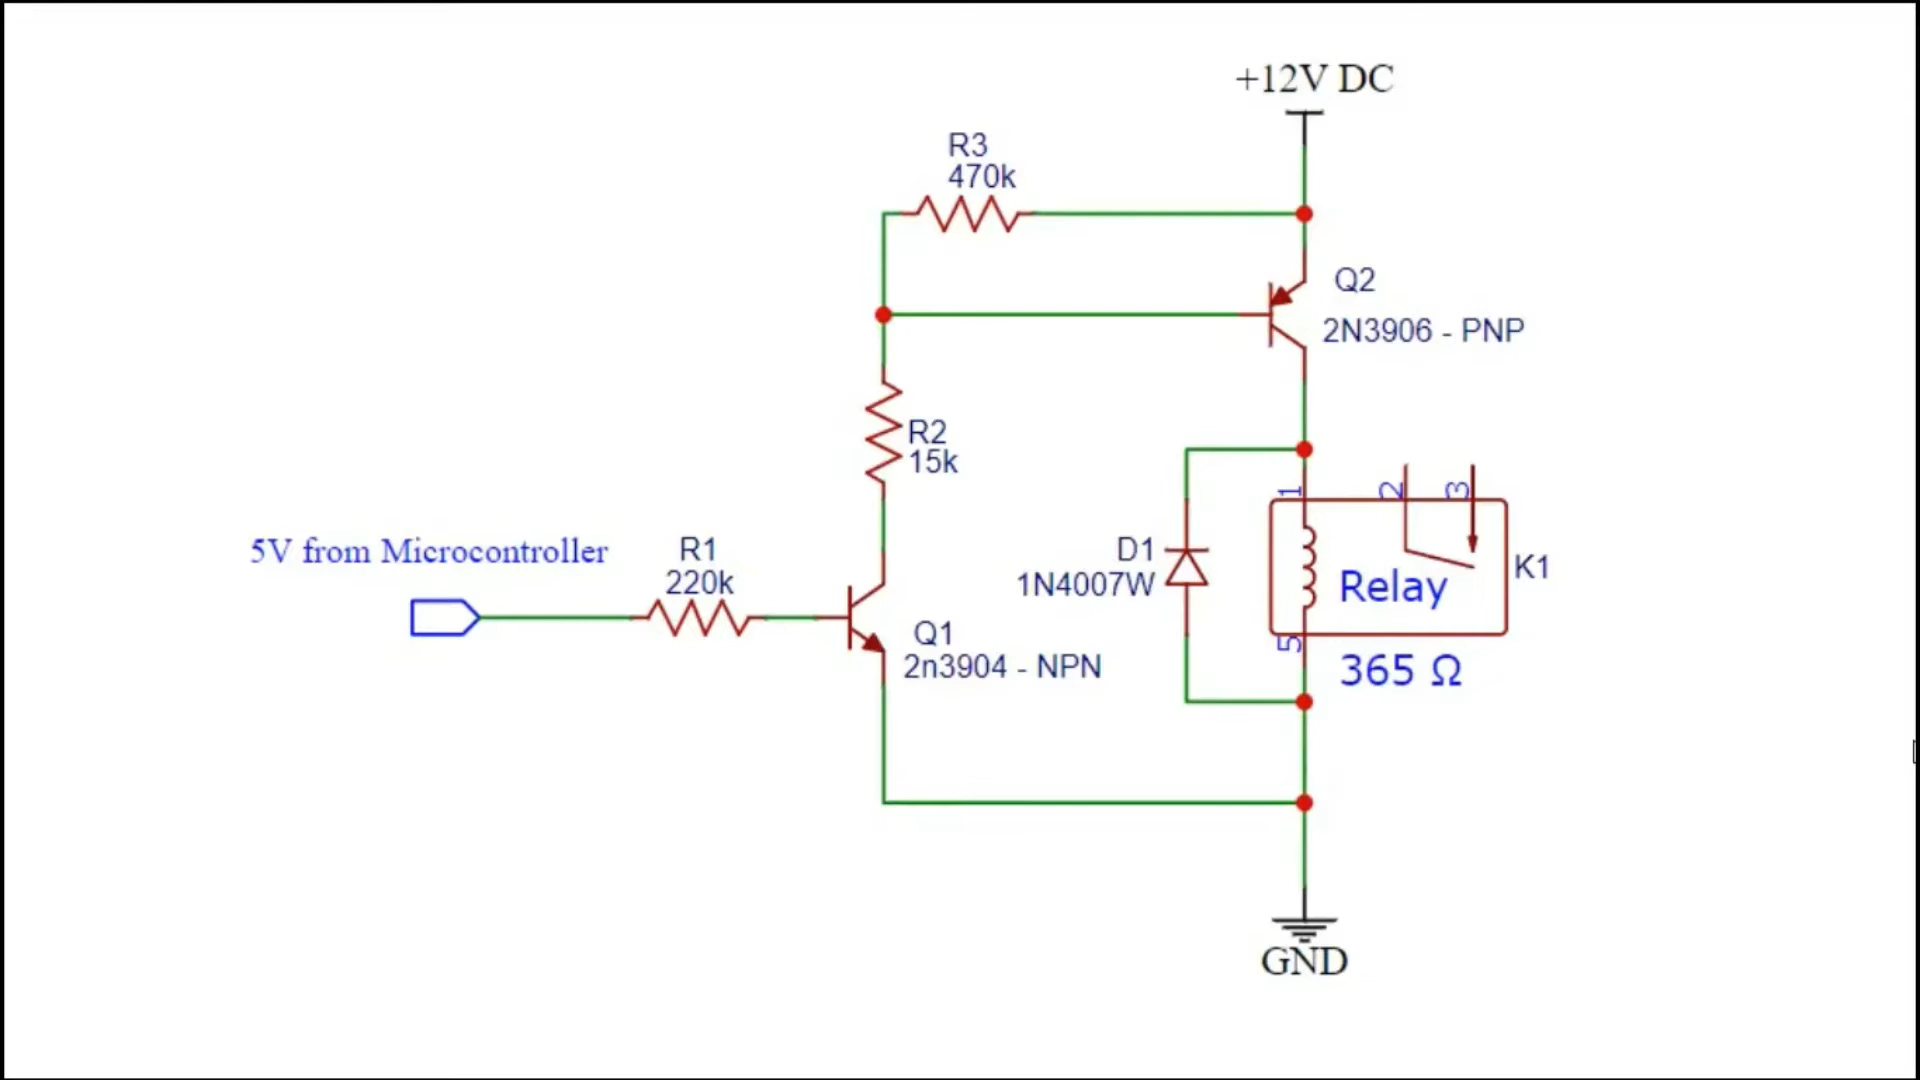 +12V DC
R3
470k
Q2
2N3906 - PNP
R2
15k
1
2
3
5V from Microcontroller
R1
220k
D1
1N4007W
Relay
K1
Q1
2n3904 - NPN
5
365 Ω
GND